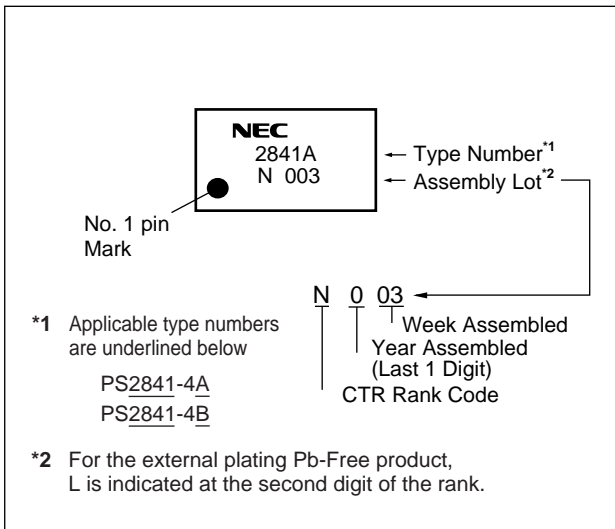 NEC
2841A
N 003
Type Number*1
Assembly Lot*2
No. 1 pin
Mark
N 0 03
Week Assembled
Year Assembled
(Last 1 Digit)
CTR Rank Code
*1 Applicable type numbers
are underlined below
PS2841-4A
PS2841-4B
*2 For the external plating Pb-Free product,
L is indicated at the second digit of the rank.